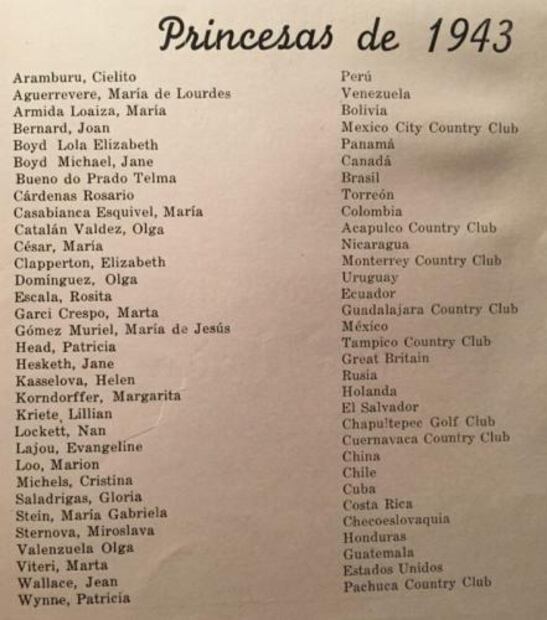 Princesas de 1943
Aramburu, Cielito Perú
Aguerrevere, María de Lourdes Venezuela
Armida Loaiza, María Bolivia
Bernard, Joan Mexico City Country Club
Boyd Lola Elizabeth Panamá
Boyd Michael, Jane Canadá
Bueno do Prado Telma Brasil
Cárdenas Rosario Torreón
Casabianca Esquivel, María Colombia
Catalán Valdez, Olga Acapulco Country Club
César, María Nicaragua
Clapperton, Elizabeth Monterrey Country Club
Domínguez, Olga Uruguay
Escala, Rosita Ecuador
Garci Crespo, Marta Guadalajara Country Club
Gómez Muriel, María de Jesús México
Head, Patricia Tampico Country Club
Hesketh, Jane Great Britain
Kasselova, Helen Rusia
Korndorffer, Margarita Holanda
Kriete, Lillian El Salvador
Lockett, Nan Chapultepec Golf Club
Lajou, Evangeline Cuernavaca Country Club
Loo, Marion China
Michels, Cristina Chile
Saladrigas, Gloria Cuba
Stein, María Gabriela Costa Rica
Sternova, Miroslava Checoeslovaquia
Valenzuela Olga Honduras
Viteri, Marta Guatemala
Wallace, Jean Estados Unidos
Wynne, Patricia Pachuca Country Club